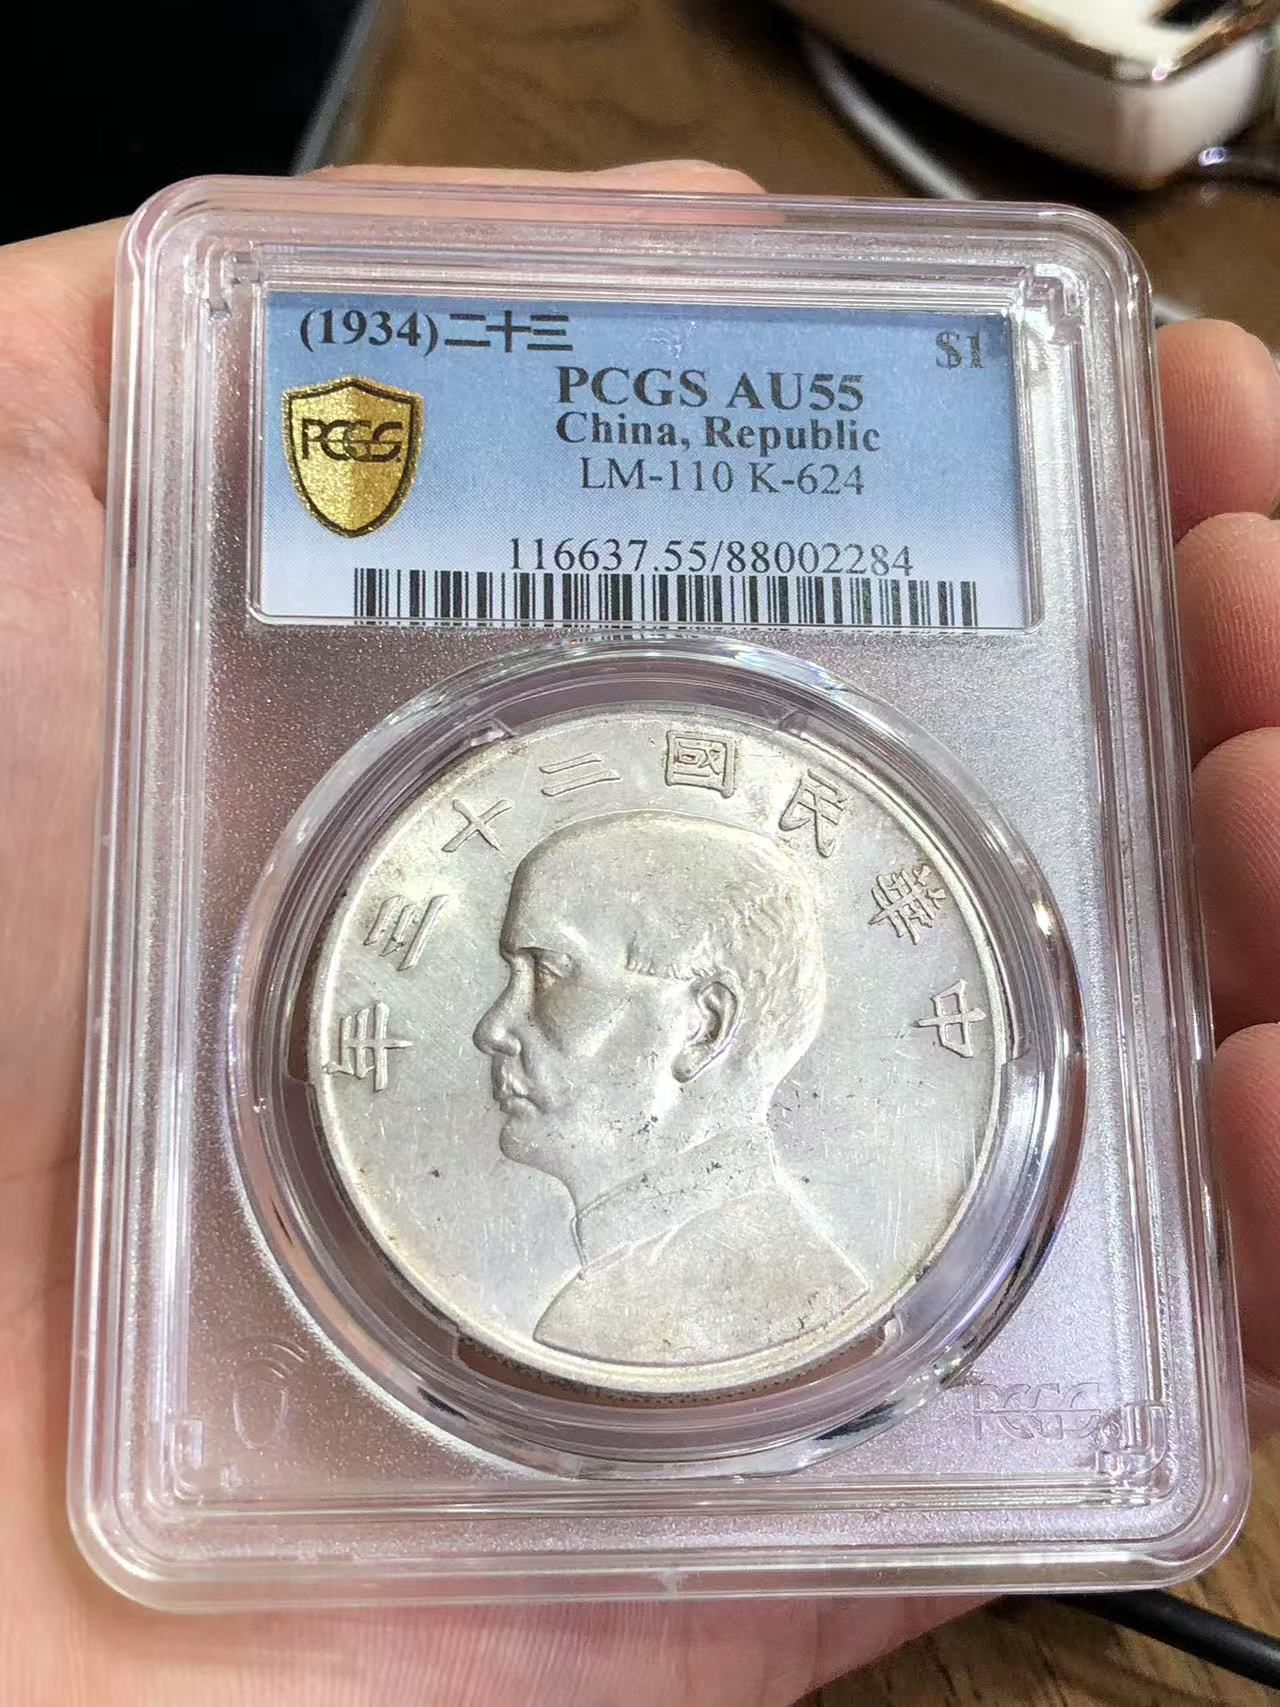 (1934)二十三
$1
PCGS AU55
China, Republic
LM-110 K-624
PCGS
116637.55/88002284
中華民國二十三年
PCGS